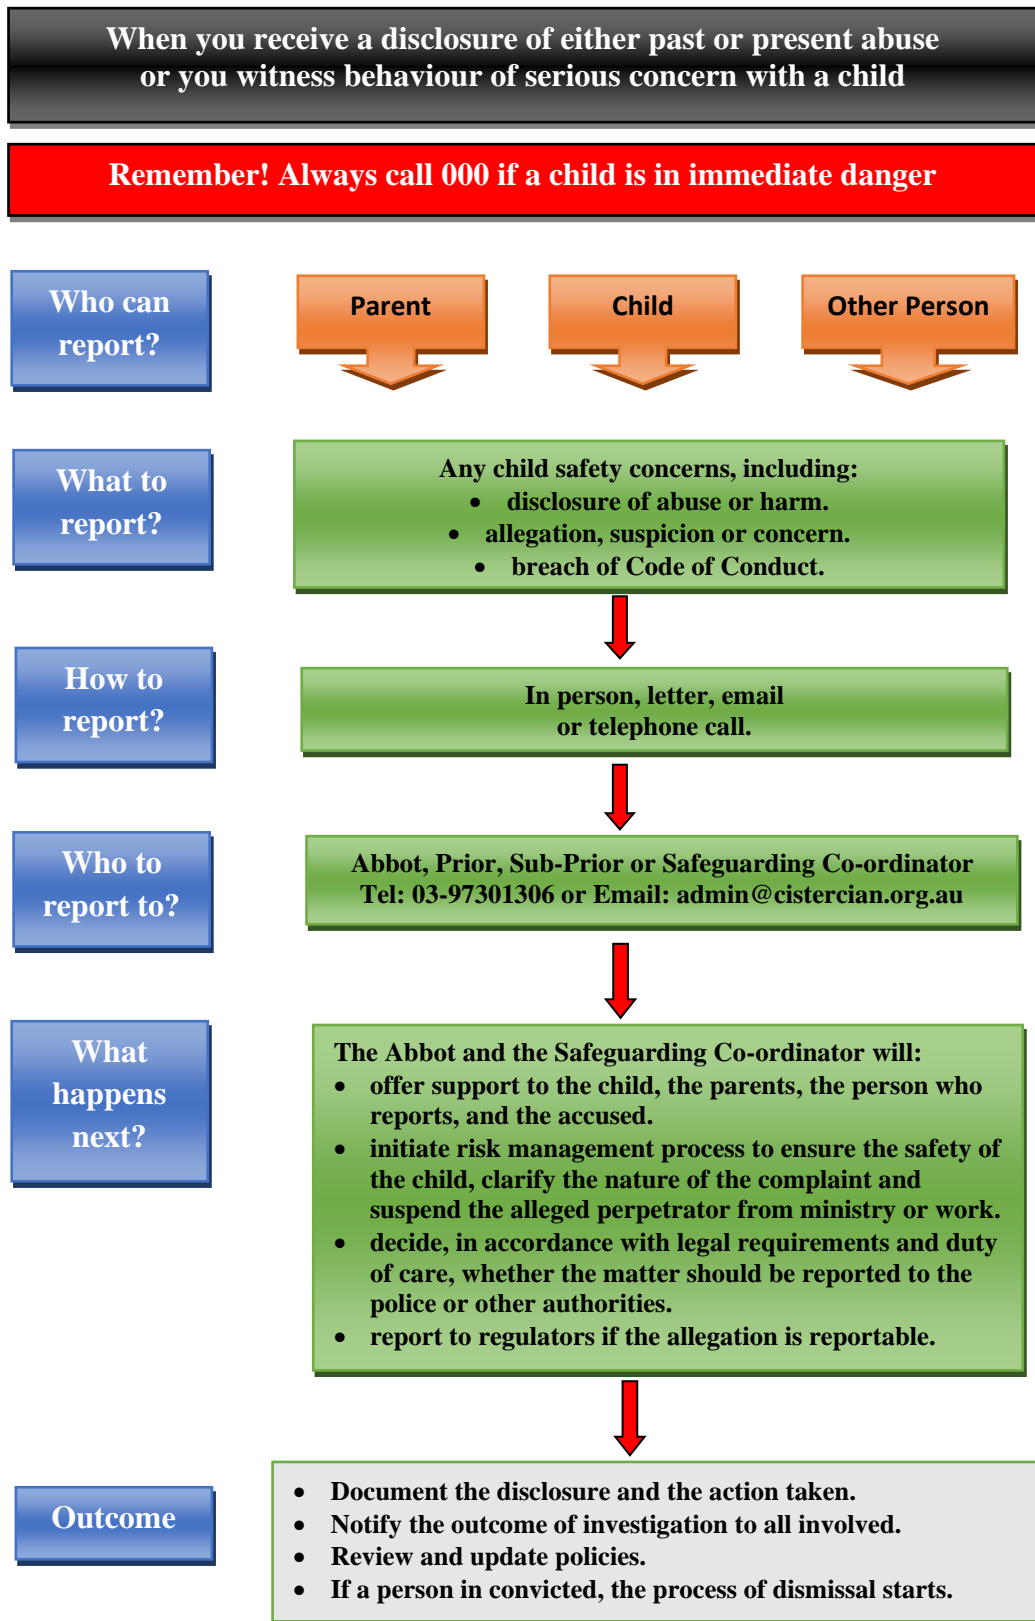 When you receive a disclosure of either past or present abuse
or you witness behaviour of serious concern with a child
Remember! Always call 000 if a child is in immediate danger
Who can
report?
Parent
Child
Other Person
What to
report?
Any child safety concerns, including:
• disclosure of abuse or harm.
• allegation, suspicion or concern.
• breach of Code of Conduct.
How to
report?
In person, letter, email
or telephone call.
Who to
report to?
Abbot, Prior, Sub-Prior or Safeguarding Co-ordinator
Tel: 03-97301306 or Email: admin@cistercian.org.au
What
happens
next?
The Abbot and the Safeguarding Co-ordinator will:
• offer support to the child, the parents, the person who
reports, and the accused.
• initiate risk management process to ensure the safety of
the child, clarify the nature of the complaint and
suspend the alleged perpetrator from ministry or work.
• decide, in accordance with legal requirements and duty
of care, whether the matter should be reported to the
police or other authorities.
• report to regulators if the allegation is reportable.
Outcome
• Document the disclosure and the action taken.
• Notify the outcome of investigation to all involved.
• Review and update policies.
• If a person in convicted, the process of dismissal starts.